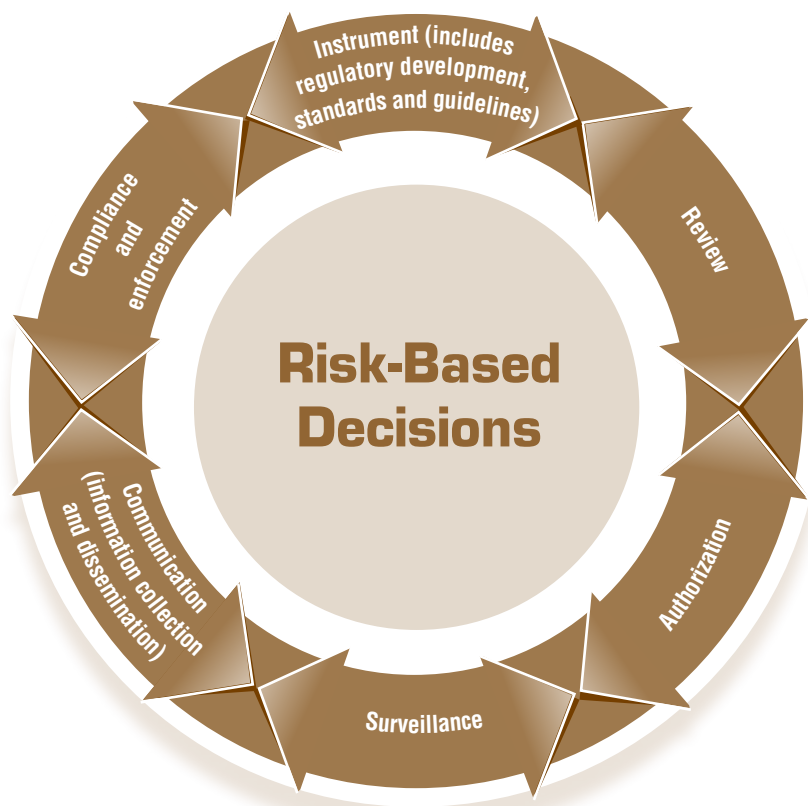 Instrument (includes
regulatory development,
standards and guidelines)
Review
Authorization
Surveillance
Communication
(information collection
and dissemination)
Compliance
and
enforcement
Risk-Based
Decisions